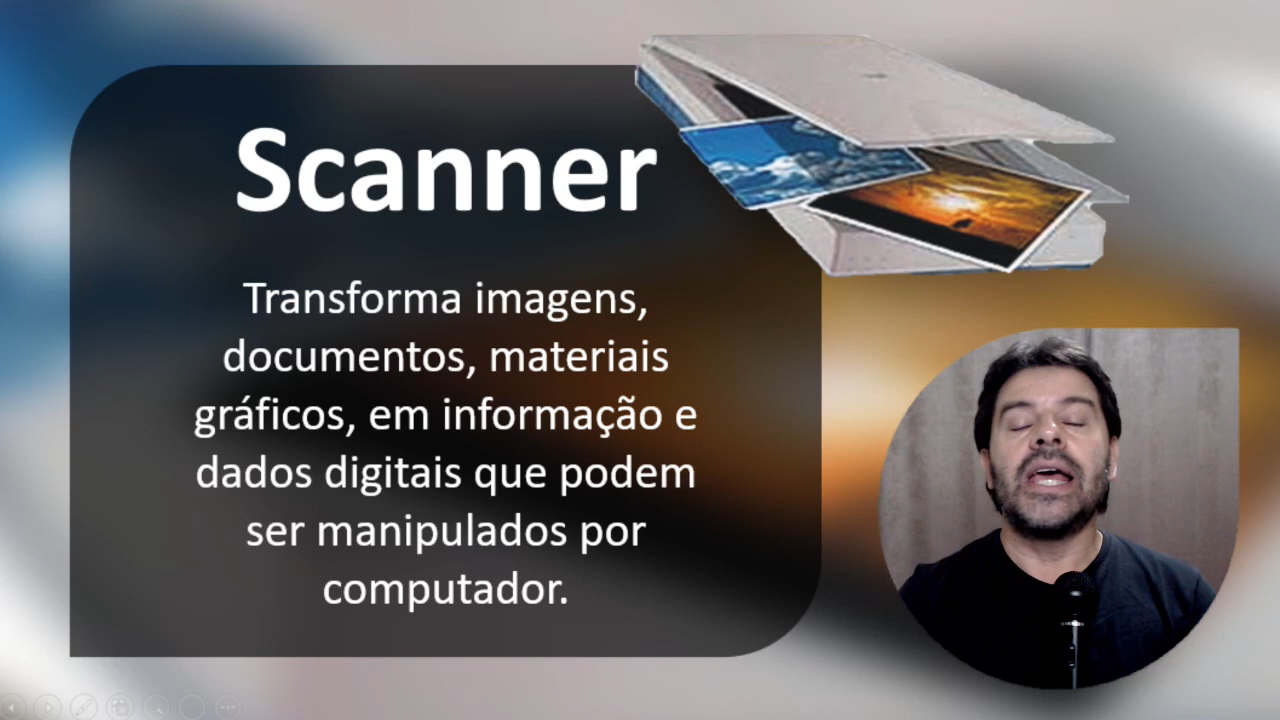 Scanner
Transforma imagens,
documentos, materiais
gráficos, em informação e
dados digitais que podem
ser manipulados por
computador.